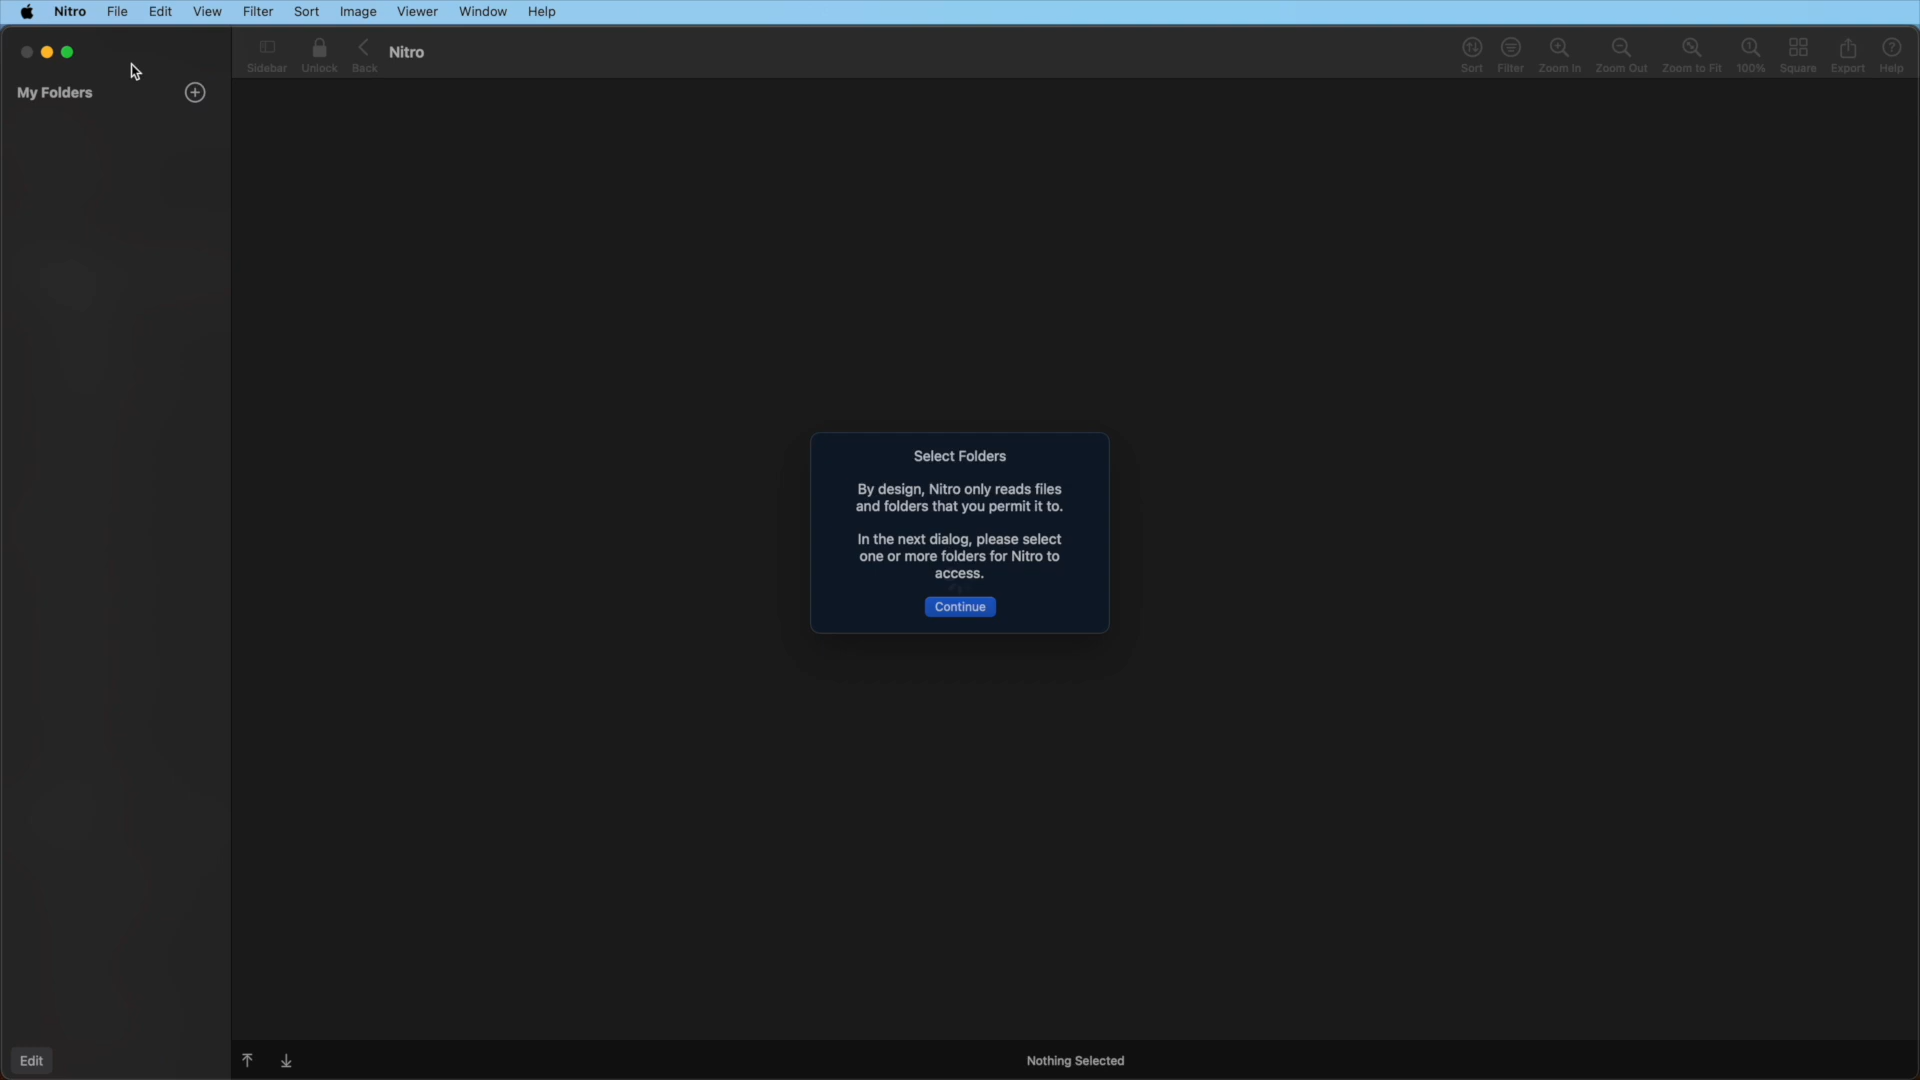 Nitro File Edit View Filter Sort Image Viewer Window Help
Sidebar Unlock Back Nitro Sort Filter Zoom In Zoom Out Zoom to Fit 100% Square Export Help
My Folders
Select Folders
By design, Nitro only reads files
and folders that you permit it to.
In the next dialog, please select
one or more folders for Nitro to
access.
Continue
Edit Nothing Selected